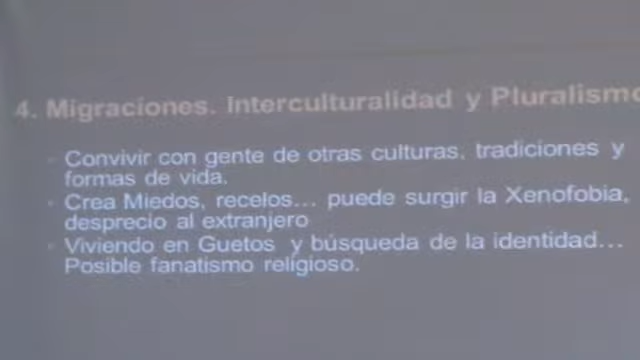 4. Migraciones. Interculturalidad y Pluralismo
Convivir con gente de otras culturas, tradiciones y
formas de vida.
Crea Miedos, recelos... puede surgir la Xenofobia,
desprecio al extranjero
Viviendo en Guetos y búsqueda de la identidad...
Posible fanatismo religioso.